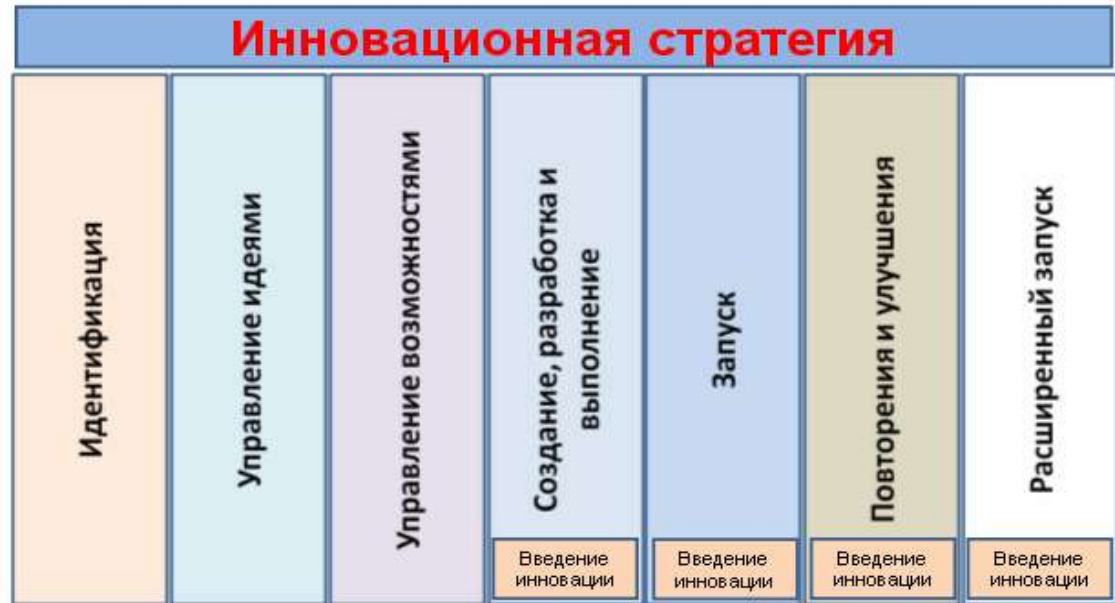 Инновационная стратегия
Идентификация
Управление идеями
Управление возможностями
Создание, разработка и
выполнение
Запуск
Повторения и улучшения
Расширенный запуск
Введение
инновации
Введение
инновации
Введение
инновации
Введение
инновации